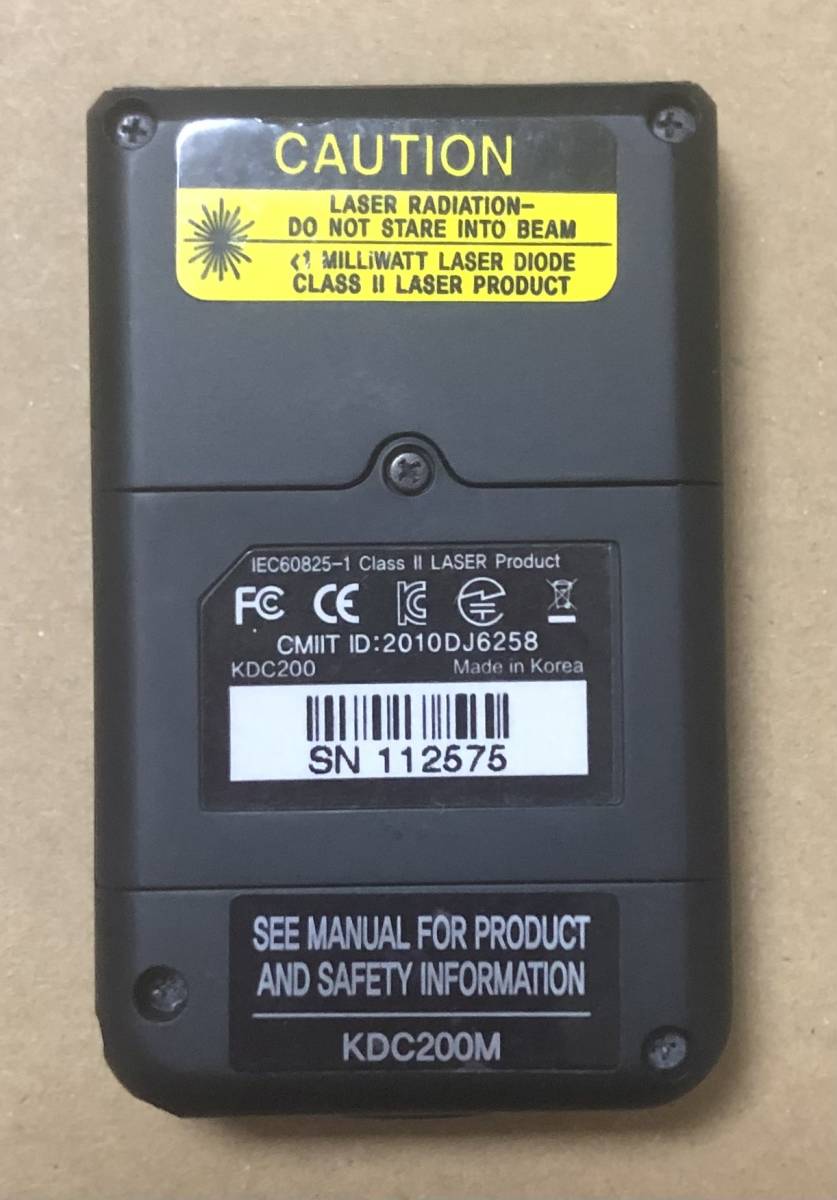 CAUTION
LASER RADIATION-
DO NOT STARE INTO BEAM
<1 MILLiWATT LASER DIODE
CLASS II LASER PRODUCT
IEC60825-1 Class II LASER Product
FC CE
CMIIT ID:2010DJ6258
KDC200 Made in Korea
SN 112575
SEE MANUAL FOR PRODUCT
AND SAFETY INFORMATION
KDC200M